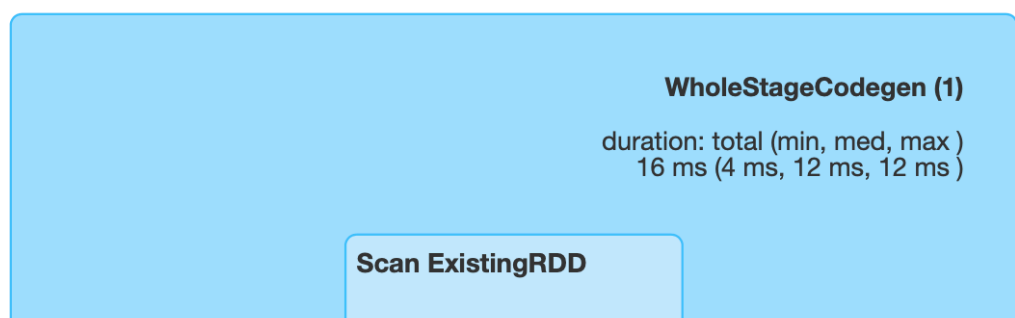 WholeStageCodegen (1)
duration: total (min, med, max )
16 ms (4 ms, 12 ms, 12 ms )
Scan ExistingRDD